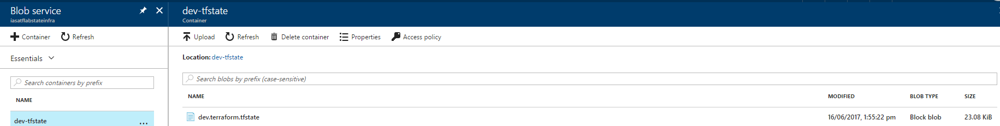 Blob service
iasatflabstateinfra
Container
Refresh
Essentials
Search containers by prefix
NAME
dev-tfstate
...
dev-tfstate
Container
Upload
Refresh
Delete container
Properties
Access policy
Location: dev-tfstate
Search blobs by prefix (case-sensitive)
NAME MODIFIED BLOB TYPE SIZE
dev.terraform.tfstate 16/06/2017, 1:55:22 pm Block blob 23.08 KiB